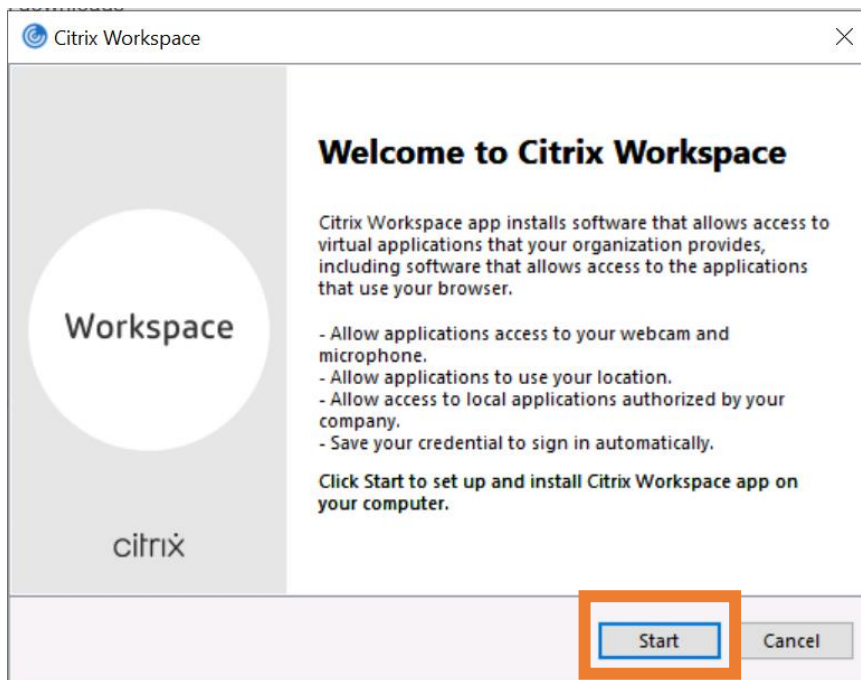 Citrix Workspace
Welcome to Citrix Workspace
Citrix Workspace app installs software that allows access to
virtual applications that your organization provides,
including software that allows access to the applications
that use your browser.
- Allow applications access to your webcam and
microphone.
- Allow applications to use your location.
- Allow access to local applications authorized by your
company.
- Save your credential to sign in automatically.
Click Start to set up and install Citrix Workspace app on
your computer.
Workspace
citrix
Start
Cancel